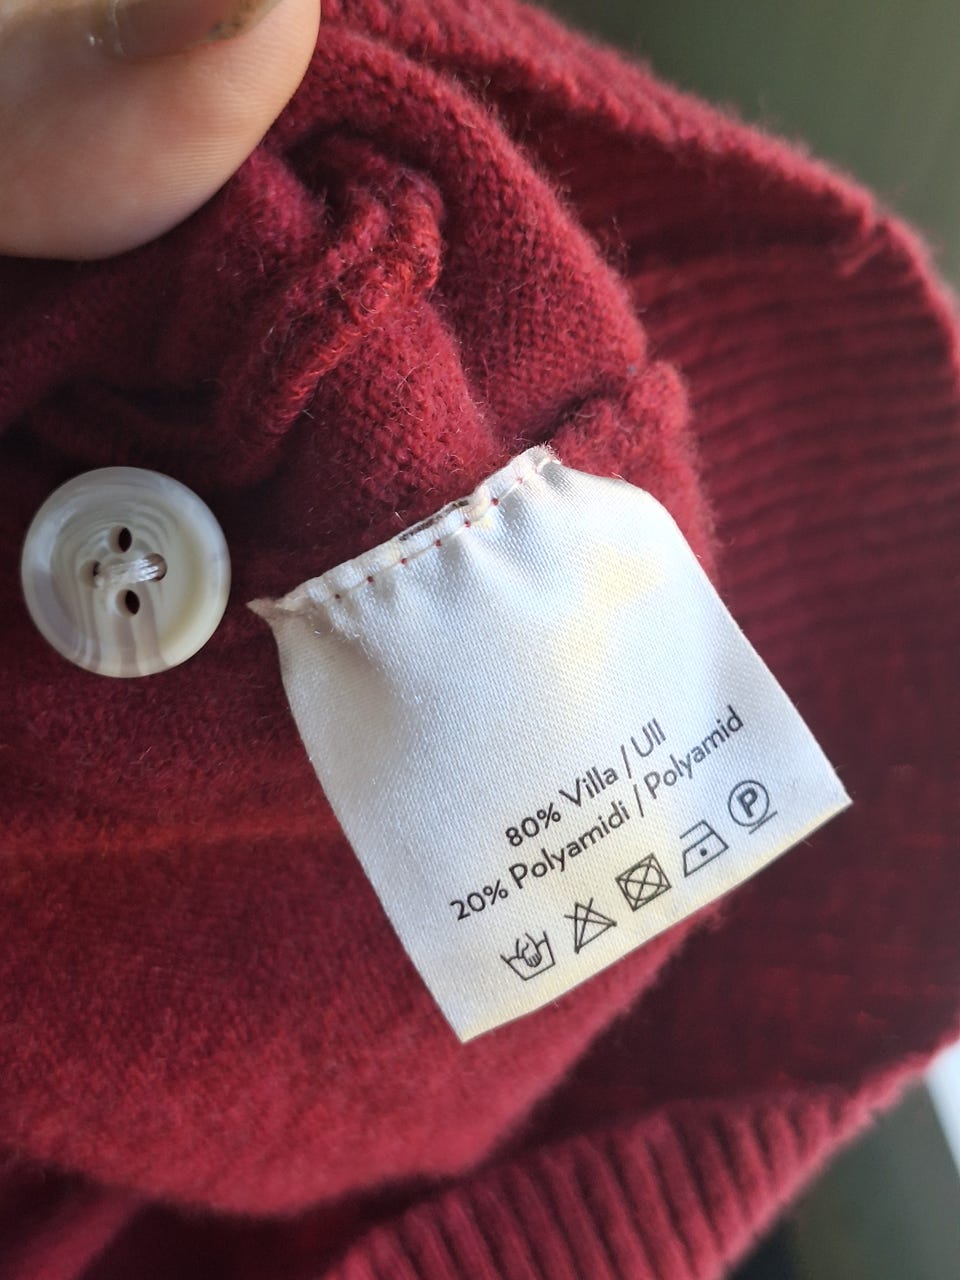 80% Villa / Ull
20% Polyamidi / Polyamid
P